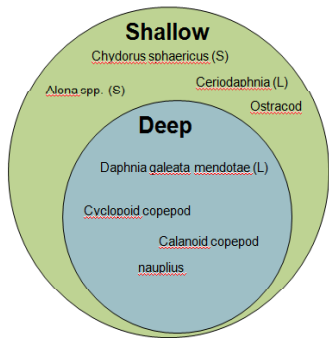 Shallow
Chydorus sphaericus (S)
Ceriodaphnia (L)
Alona spp. (S)
Ostracod
Deep
Daphnia galeata mendotae (L)
Cyclopoid copepod
Calanoid copepod
nauplius